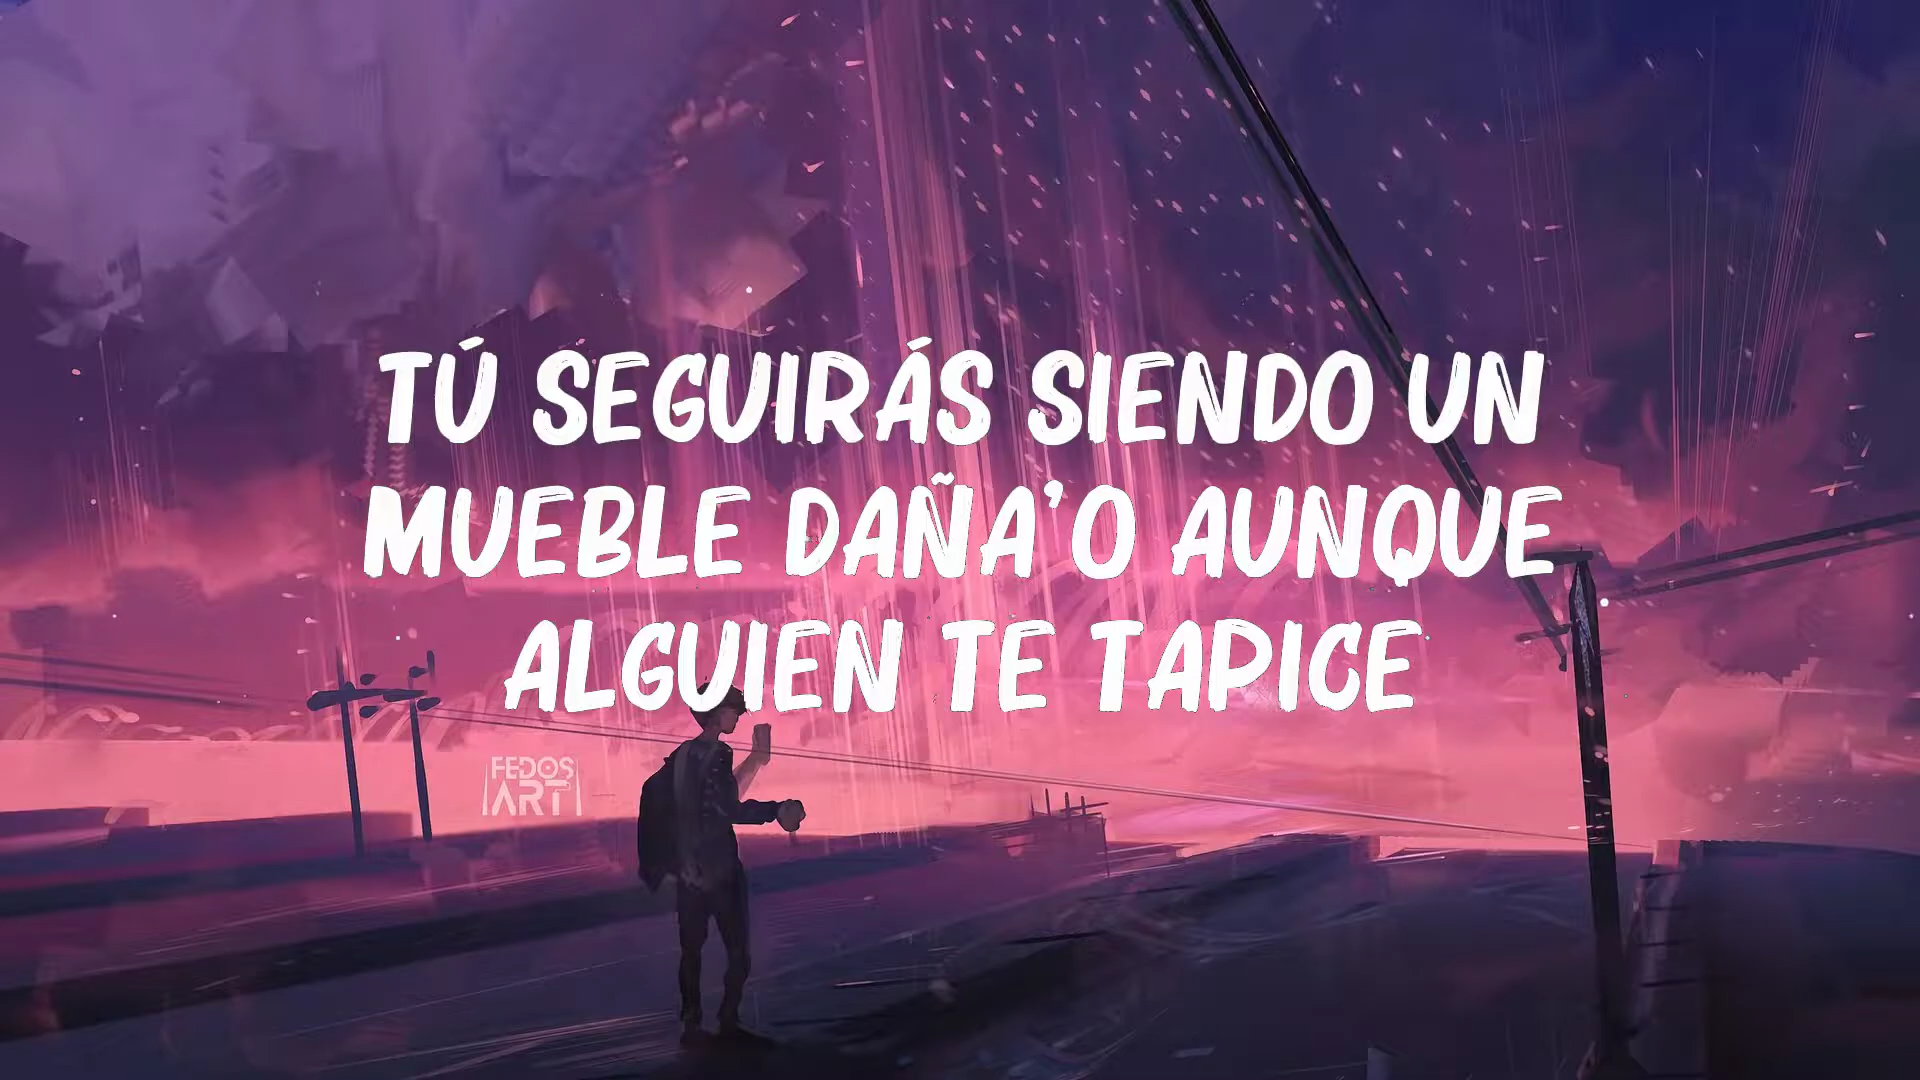 TÚ SEGUIRÁS SIENDO UN
MUEBLE DAÑA'O AUNQUE
ALGUIEN TE TAPICE
FEDOS
ART